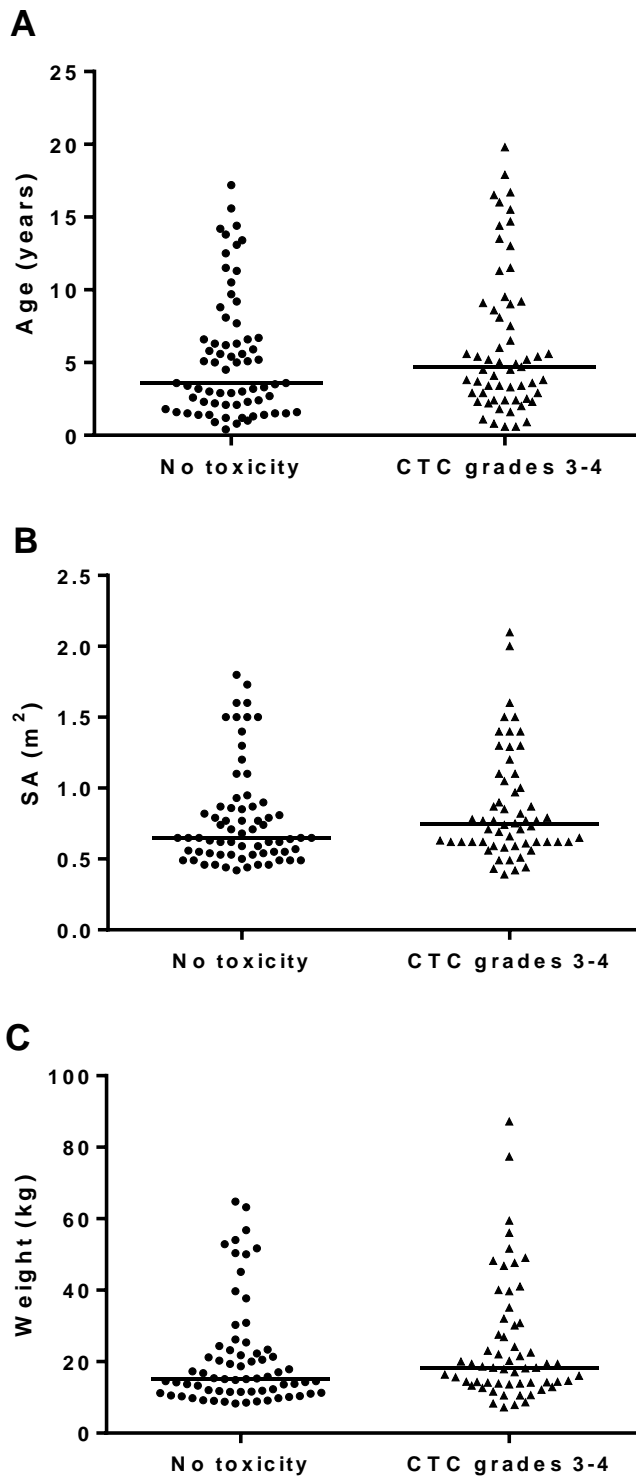 A
25
20
15
10
5
0
Age (years)
No toxicity
CTC grades 3-4
B
2.5
2.0
1.5
1.0
0.5
0.0
SA (m²)
No toxicity
CTC grades 3-4
C
100
80
60
40
20
0
Weight (kg)
No toxicity
CTC grades 3-4